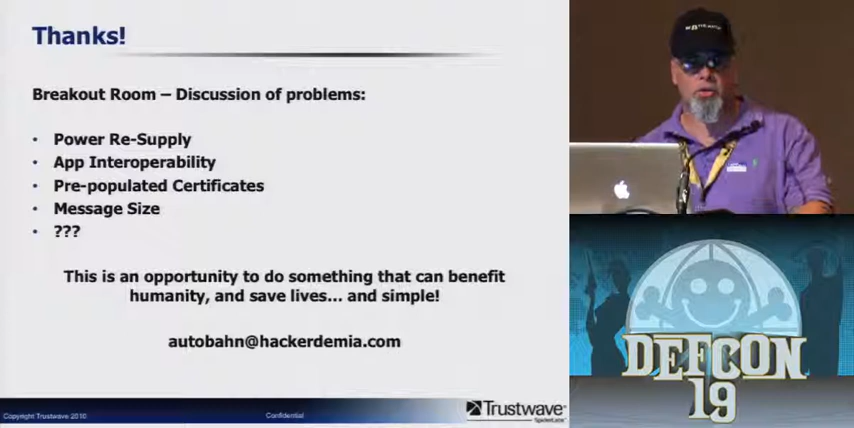 Thanks!
Breakout Room – Discussion of problems:
• Power Re-Supply
• App Interoperability
• Pre-populated Certificates
• Message Size
• ???
This is an opportunity to do something that can benefit
humanity, and save lives... and simple!
autobahn@hackerdemia.com
Copyright Trustwave 2010
Confidential
Trustwave
SpiderLabs
DEFCON
19